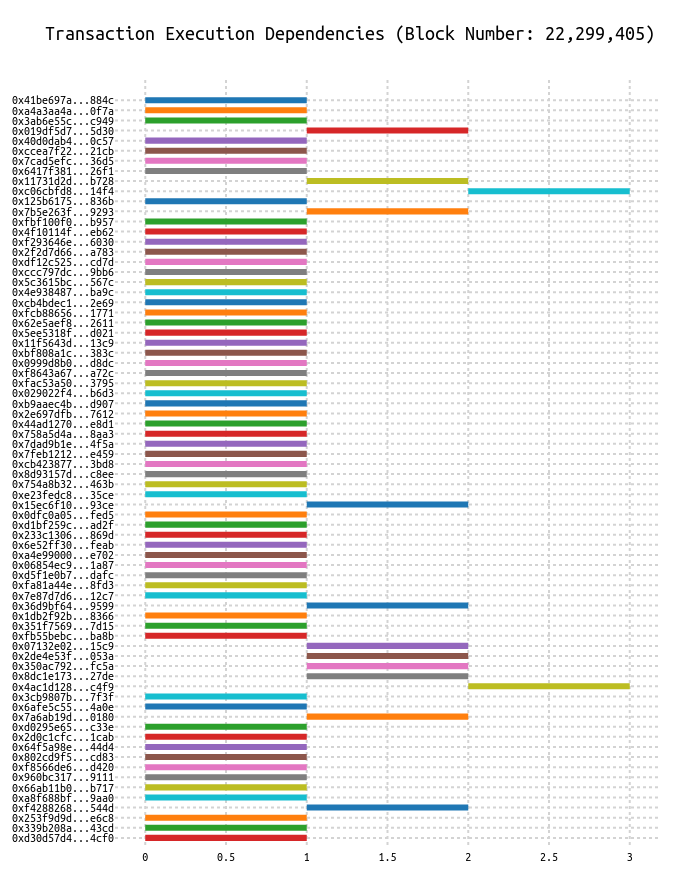 Transaction Execution Dependencies (Block Number: 22,299,405)
0x41be697a...884c
0xa4a3aa4a...0f7a
0x3ab6e55c...c949
0x019df5d7...5d30
0x40d0dab4...0c57
0xccea7f22...21cb
0x7cad5efc...36d5
0x6417f381...26f1
0x11731d2d...b728
0xc06cbfd8...14f4
0x125b6175...836b
0x7b5e263f...9293
0xfbf100f0...b957
0x4f10114f...eb62
0xf293646e...6030
0x2f2d7d66...a783
0xdf12c525...cd7d
0xccc797dc...9bb6
0x5c3615bc...567c
0x4e938487...ba9c
0xcb4bdec1...2e69
0xfcb88656...1771
0x62e5aef8...2611
0x5ee5318f...d021
0x11f5643d...13c9
0xbf808a1c...383c
0x0999d8b0...d8dc
0xf8643a67...a72c
0xfac53a50...3795
0x029022f4...b6d3
0xb9aaec4b...d907
0x2e697dfb...7612
0x44ad1270...e8d1
0x758a5d4a...8aa3
0x7dad9b1e...4f5a
0x7feb1212...e459
0xcb423877...3bd8
0x8d93157d...c8ee
0x754a8b32...463b
0xe23fedc8...35ce
0x15ec6f10...93ce
0x0dfc0a05...fed5
0xd1bf259c...ad2f
0x233c1306...869d
0x6e52ff30...feab
0xa4e99000...e702
0x06854ec9...1a87
0xd5f1e0b7...dafc
0xfa81a44e...8fd3
0x7e87d7d6...12c7
0x36d9bf64...9599
0x1db2f92b...8366
0x351f7569...7d15
0xfb55bebc...ba8b
0x07132e02...15c9
0x2de4e53f...053a
0x350ac792...fc5a
0x8dc1e173...27de
0x4ac1d128...c4f9
0x3cb9807b...7f3f
0x6afe5c55...4a0e
0x7a6ab19d...0180
0xd0295e65...c33e
0x2d0c1cfc...1cab
0x64f5a98e...44d4
0x802cd9f5...cd83
0xf8566de6...d420
0x960bc317...9111
0x66ab11b0...b717
0xa8f688bf...9aa0
0xf4288268...544d
0x253f9d9d...e6c8
0x339b208a...43cd
0xd30d57d4...4cf0
0 0.5 1 1.5 2 2.5 3